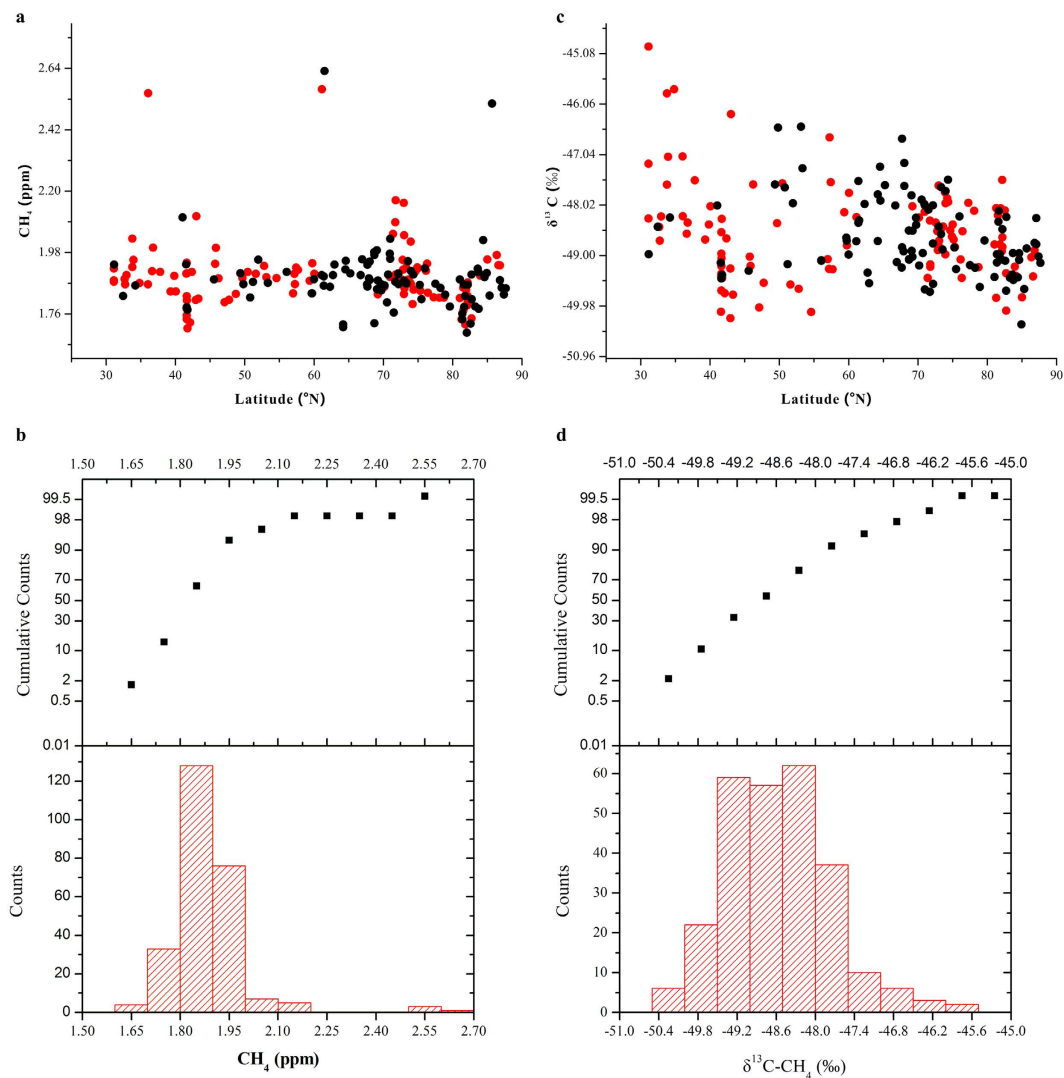 a
2.64
2.42
2.20
1.98
1.76
CH4 (ppm)
30 40 50 60 70 80 90
Latitude (°N)
c
-45.08
-46.06
-47.04
-48.02
-49.00
-49.98
-50.96
δ13 C (‰)
30 40 50 60 70 80 90
Latitude (°N)
b
1.50 1.65 1.80 1.95 2.10 2.25 2.40 2.55 2.70
99.5
98
90
70
50
30
10
2
0.5
0.01
Cumulative Counts
120
100
80
60
40
20
0
Counts
1.50 1.65 1.80 1.95 2.10 2.25 2.40 2.55 2.70
CH4 (ppm)
d
-51.0 -50.4 -49.8 -49.2 -48.6 -48.0 -47.4 -46.8 -46.2 -45.6 -45.0
99.5
98
90
70
50
30
10
2
0.5
0.01
Cumulative Counts
60
50
40
30
20
10
0
Counts
-51.0 -50.4 -49.8 -49.2 -48.6 -48.0 -47.4 -46.8 -46.2 -45.6 -45.0
δ13C-CH4 (‰)